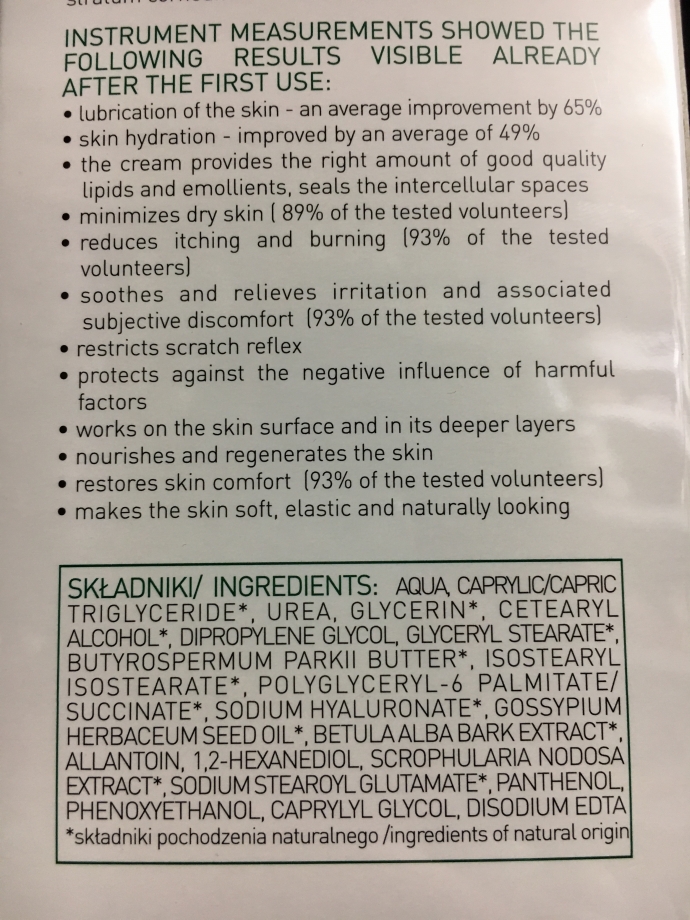 INSTRUMENT MEASUREMENTS SHOWED THE
FOLLOWING RESULTS VISIBLE ALREADY
AFTER THE FIRST USE:
• lubrication of the skin - an average improvement by 65%
• skin hydration - improved by an average of 49%
• the cream provides the right amount of good quality
lipids and emollients, seals the intercellular spaces
• minimizes dry skin ( 89% of the tested volunteers)
• reduces itching and burning (93% of the tested
volunteers)
• soothes and relieves irritation and associated
subjective discomfort (93% of the tested volunteers)
• restricts scratch reflex
• protects against the negative influence of harmful
factors
• works on the skin surface and in its deeper layers
• nourishes and regenerates the skin
• restores skin comfort (93% of the tested volunteers)
• makes the skin soft, elastic and naturally looking
SKŁADNIKI/ INGREDIENTS: AQUA, CAPRYLIC/CAPRIC
TRIGLYCERIDE*, UREA, GLYCERIN*, CETEARYL
ALCOHOL*, DIPROPYLENE GLYCOL, GLYCERYL STEARATE*,
BUTYROSPERMUM PARKII BUTTER*, ISOSTEARYL
ISOSTEARATE*, POLYGLYCERYL-6 PALMITATE/
SUCCINATE*, SODIUM HYALURONATE*, GOSSYPIUM
HERBACEUM SEED OIL*, BETULA ALBA BARK EXTRACT*,
ALLANTOIN, 1,2-HEXANEDIOL, SCROPHULARIA NODOSA
EXTRACT*, SODIUM STEAROYL GLUTAMATE*, PANTHENOL,
PHENOXYETHANOL, CAPRYLYL GLYCOL, DISODIUM EDTA
*składniki pochodzenia naturalnego /ingredients of natural origin